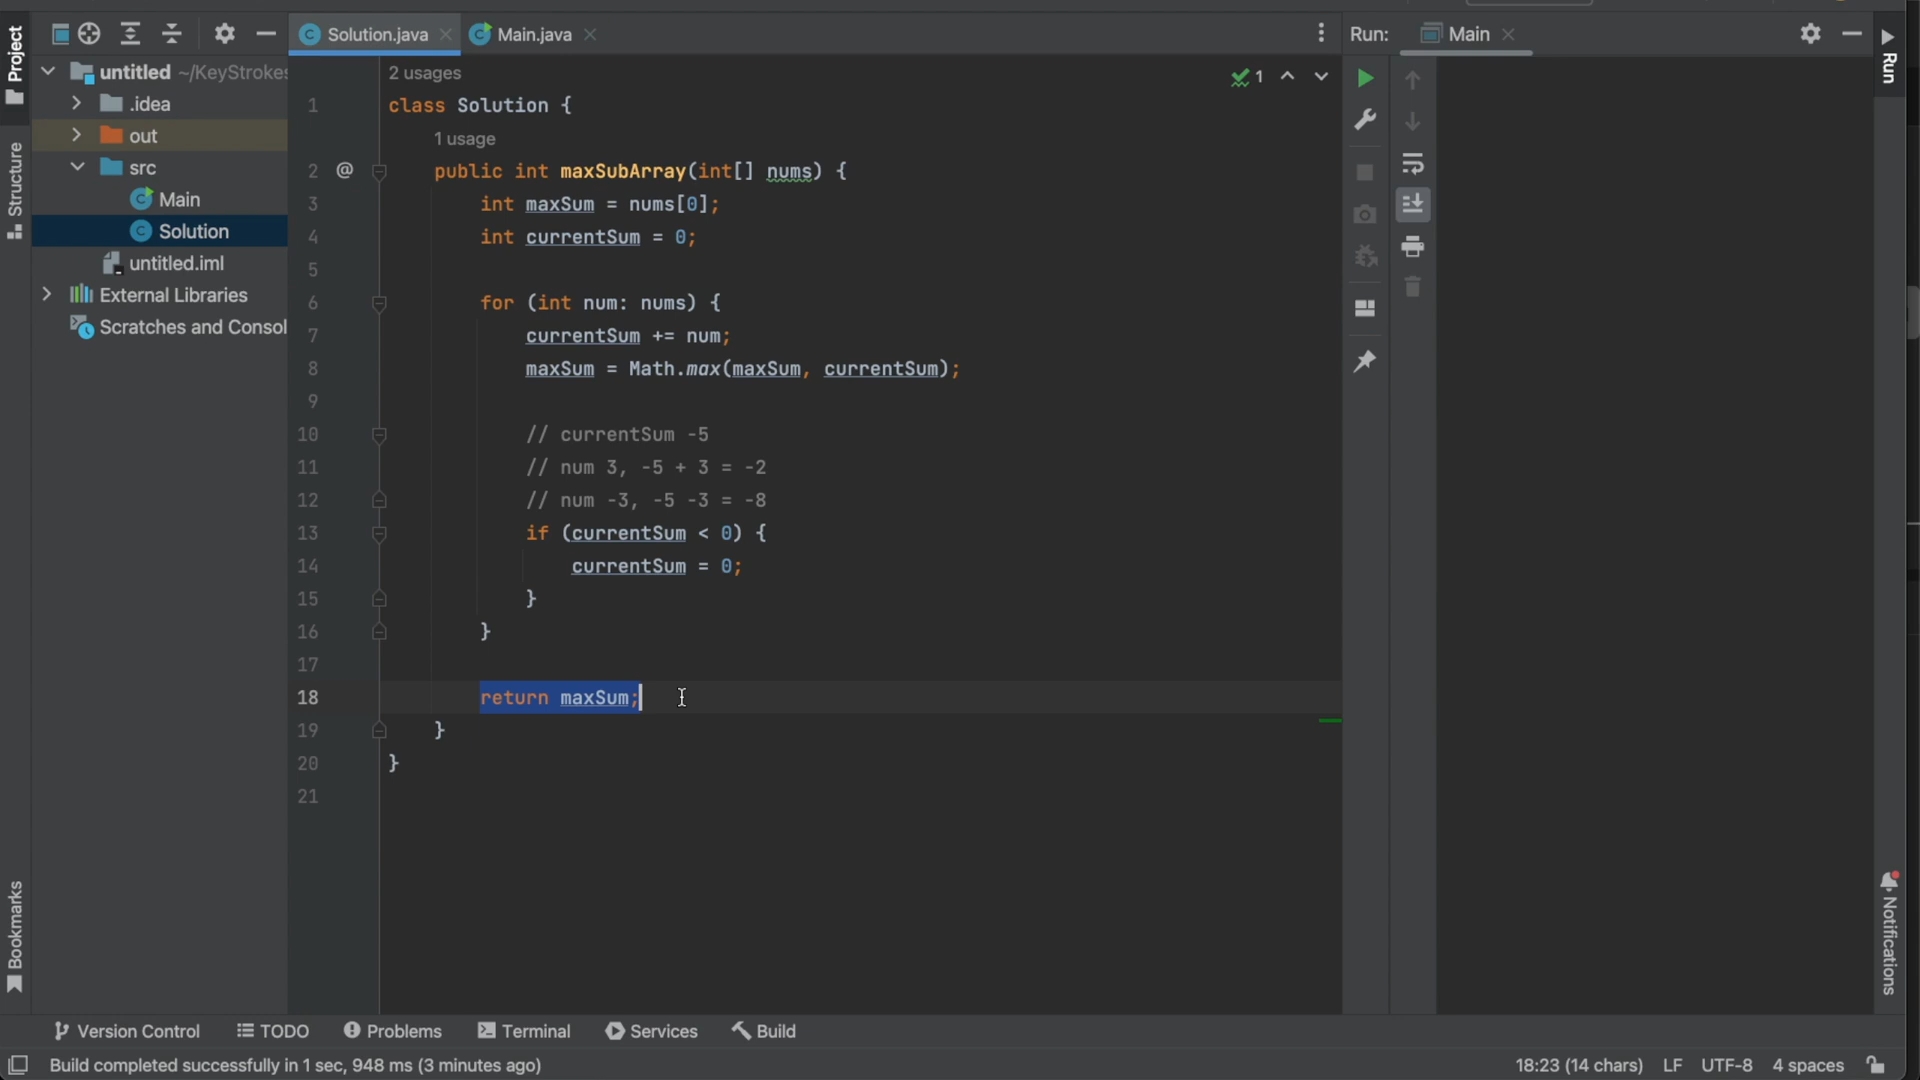 Project
Structure
Bookmarks
untitled ~/KeyStrokes
.idea
out
src
Main
Solution
untitled.iml
External Libraries
Scratches and Consol
Solution.java
Main.java
2 usages
1
1 class Solution {
1 usage
2 @ public int maxSubArray(int[] nums) {
3 int maxSum = nums[0];
4 int currentSum = 0;
5
6 for (int num: nums) {
7 currentSum += num;
8 maxSum = Math.max(maxSum, currentSum);
9
10 // currentSum -5
11 // num 3, -5 + 3 = -2
12 // num -3, -5 -3 = -8
13 if (currentSum < 0) {
14 currentSum = 0;
15 }
16 }
17
18 return maxSum;
19 }
20 }
21
Run:
Main
Run
Notifications
Version Control
TODO
Problems
Terminal
Services
Build
Build completed successfully in 1 sec, 948 ms (3 minutes ago)
18:23 (14 chars) LF UTF-8 4 spaces